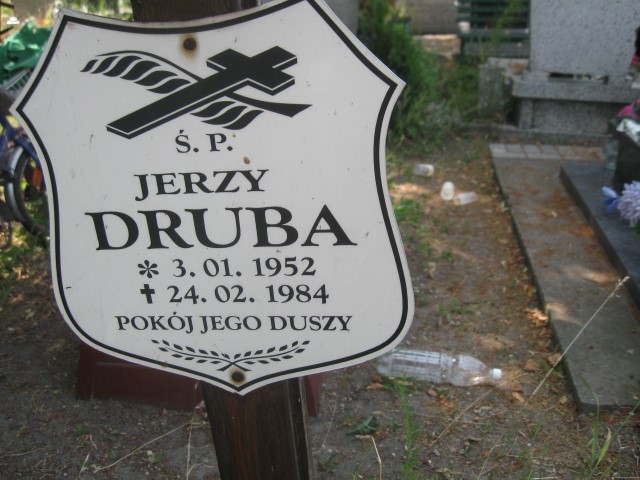 Ś. P.
JERZY
DRUBA
* 3. 01. 1952
✝ 24. 02. 1984
POKÓJ JEGO DUSZY